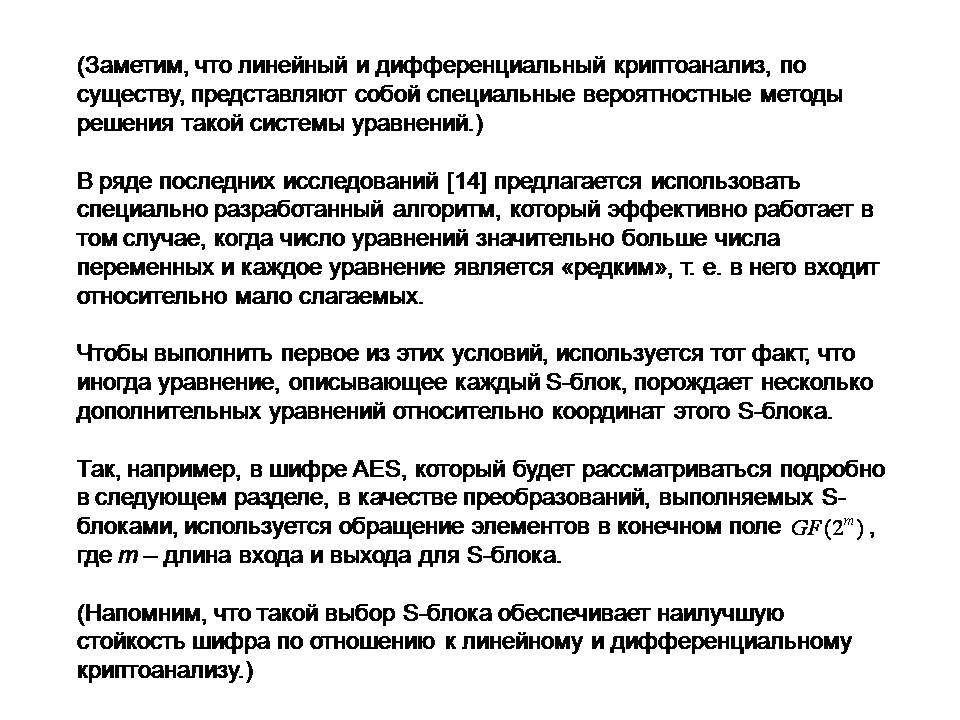 (Заметим, что линейный и дифференциальный криптоанализ, по
существу, представляют собой специальные вероятностные методы
решения такой системы уравнений.)
В ряде последних исследований [14] предлагается использовать
специально разработанный алгоритм, который эффективно работает в
том случае, когда число уравнений значительно больше числа
переменных и каждое уравнение является «редким», т. е. в него входит
относительно мало слагаемых.
Чтобы выполнить первое из этих условий, используется тот факт, что
иногда уравнение, описывающее каждый S-блок, порождает несколько
дополнительных уравнений относительно координат этого S-блока.
Так, например, в шифре AES, который будет рассматриваться подробно
в следующем разделе, в качестве преобразований, выполняемых S-
блоками, используется обращение элементов в конечном поле GF(2^m) ,
где m – длина входа и выхода для S-блока.
(Напомним, что такой выбор S-блока обеспечивает наилучшую
стойкость шифра по отношению к линейному и дифференциальному
криптоанализу.)